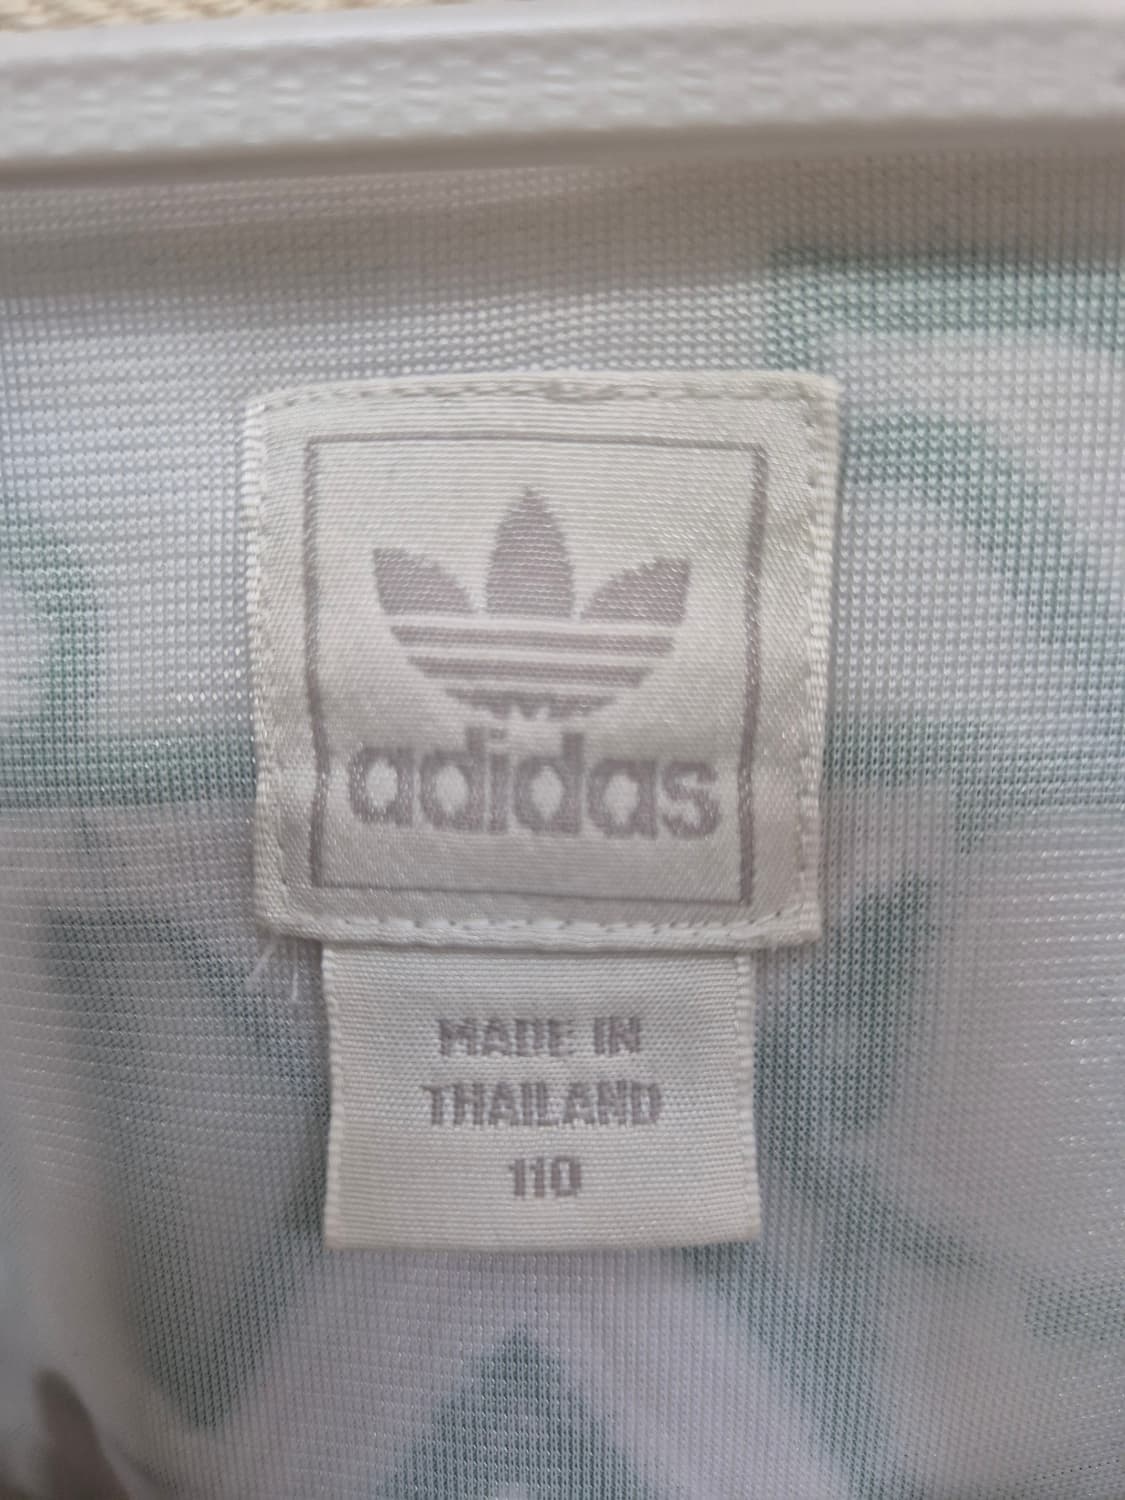 adidas
MADE IN
THAILAND
110